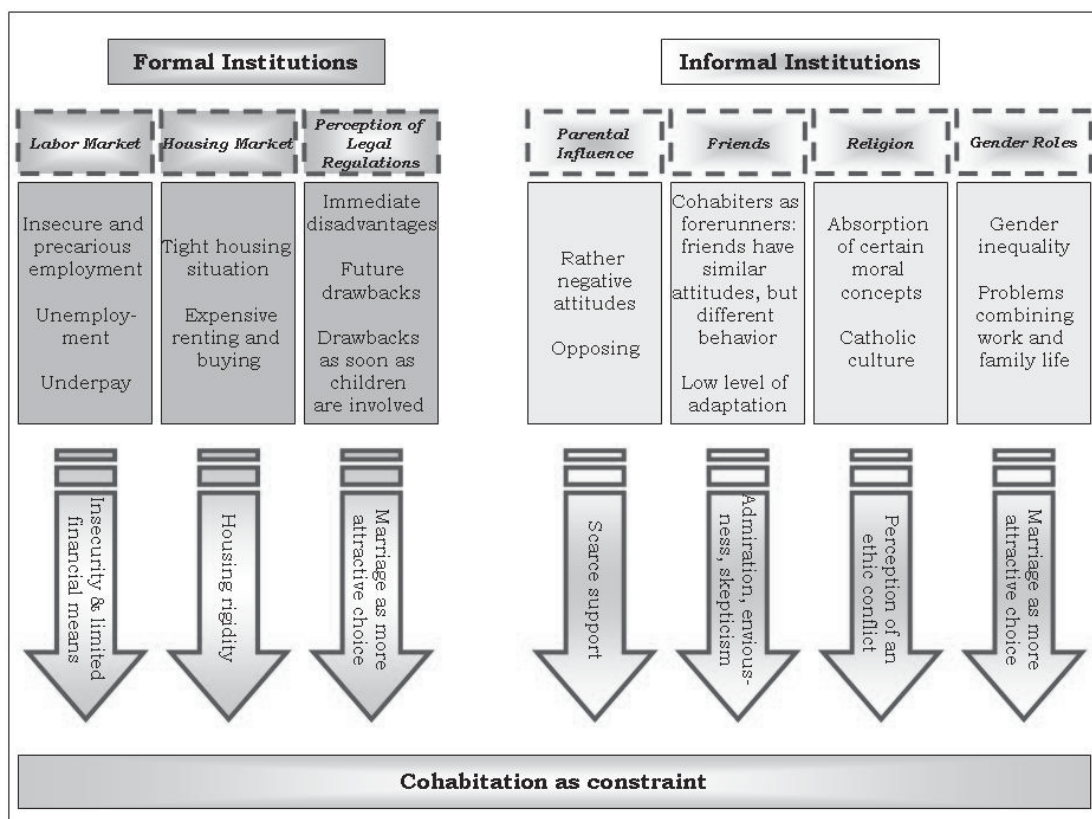 Formal Institutions
Informal Institutions
Labor Market
Housing Market
Perception of
Legal
Regulations
Parental
Influence
Friends
Religion
Gender Roles
Insecure and
precarious
employment
Unemploy-
ment
Underpay
Tight housing
situation
Expensive
renting and
buying
Immediate
disadvantages
Future
drawbacks
Drawbacks
as soon as
children
are involved
Rather
negative
attitudes
Opposing
Cohabiters as
forerunners:
friends have
similar
attitudes, but
different
behavior
Low level of
adaptation
Absorption
of certain
moral
concepts
Catholic
culture
Gender
inequality
Problems
combining
work and
family life
Insecurity & limited
financial means
Housing rigidity
Marriage as more
attractive choice
Scarce support
Admiration, envious-
ness, skepticism
Perception of an
ethic conflict
Marriage as more
attractive choice
Cohabitation as constraint